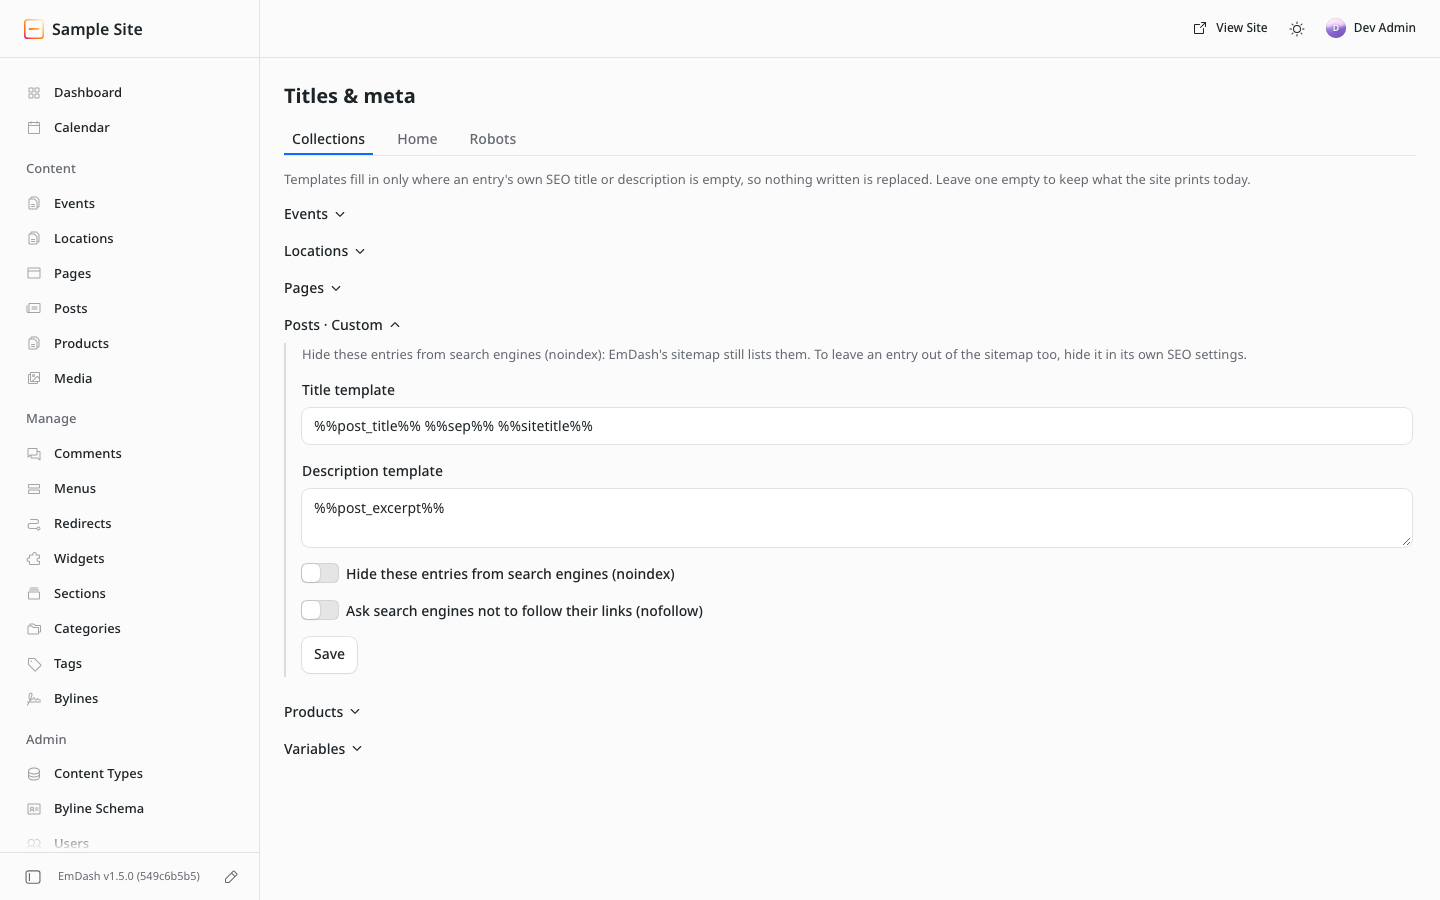 Sample Site
View Site
D
Dev Admin
Dashboard
Calendar
Content
Events
Locations
Pages
Posts
Products
Media
Manage
Comments
Menus
Redirects
Widgets
Sections
Categories
Tags
Bylines
Admin
Content Types
Byline Schema
Users
EmDash v1.5.0 (549c6b5b5)
Titles & meta
Collections
Home
Robots
Templates fill in only where an entry's own SEO title or description is empty, so nothing written is replaced. Leave one empty to keep what the site prints today.
Events
Locations
Pages
Posts · Custom
Hide these entries from search engines (noindex): EmDash's sitemap still lists them. To leave an entry out of the sitemap too, hide it in its own SEO settings.
Title template
%%post_title%% %%sep%% %%sitetitle%%
Description template
%%post_excerpt%%
Hide these entries from search engines (noindex)
Ask search engines not to follow their links (nofollow)
Save
Products
Variables